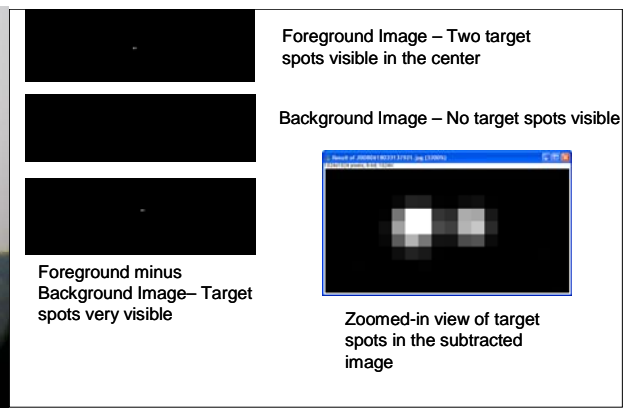 Foreground Image – Two target
spots visible in the center
Background Image – No target spots visible
Foreground minus
Background Image– Target
spots very visible
Zoomed-in view of target
spots in the subtracted
image